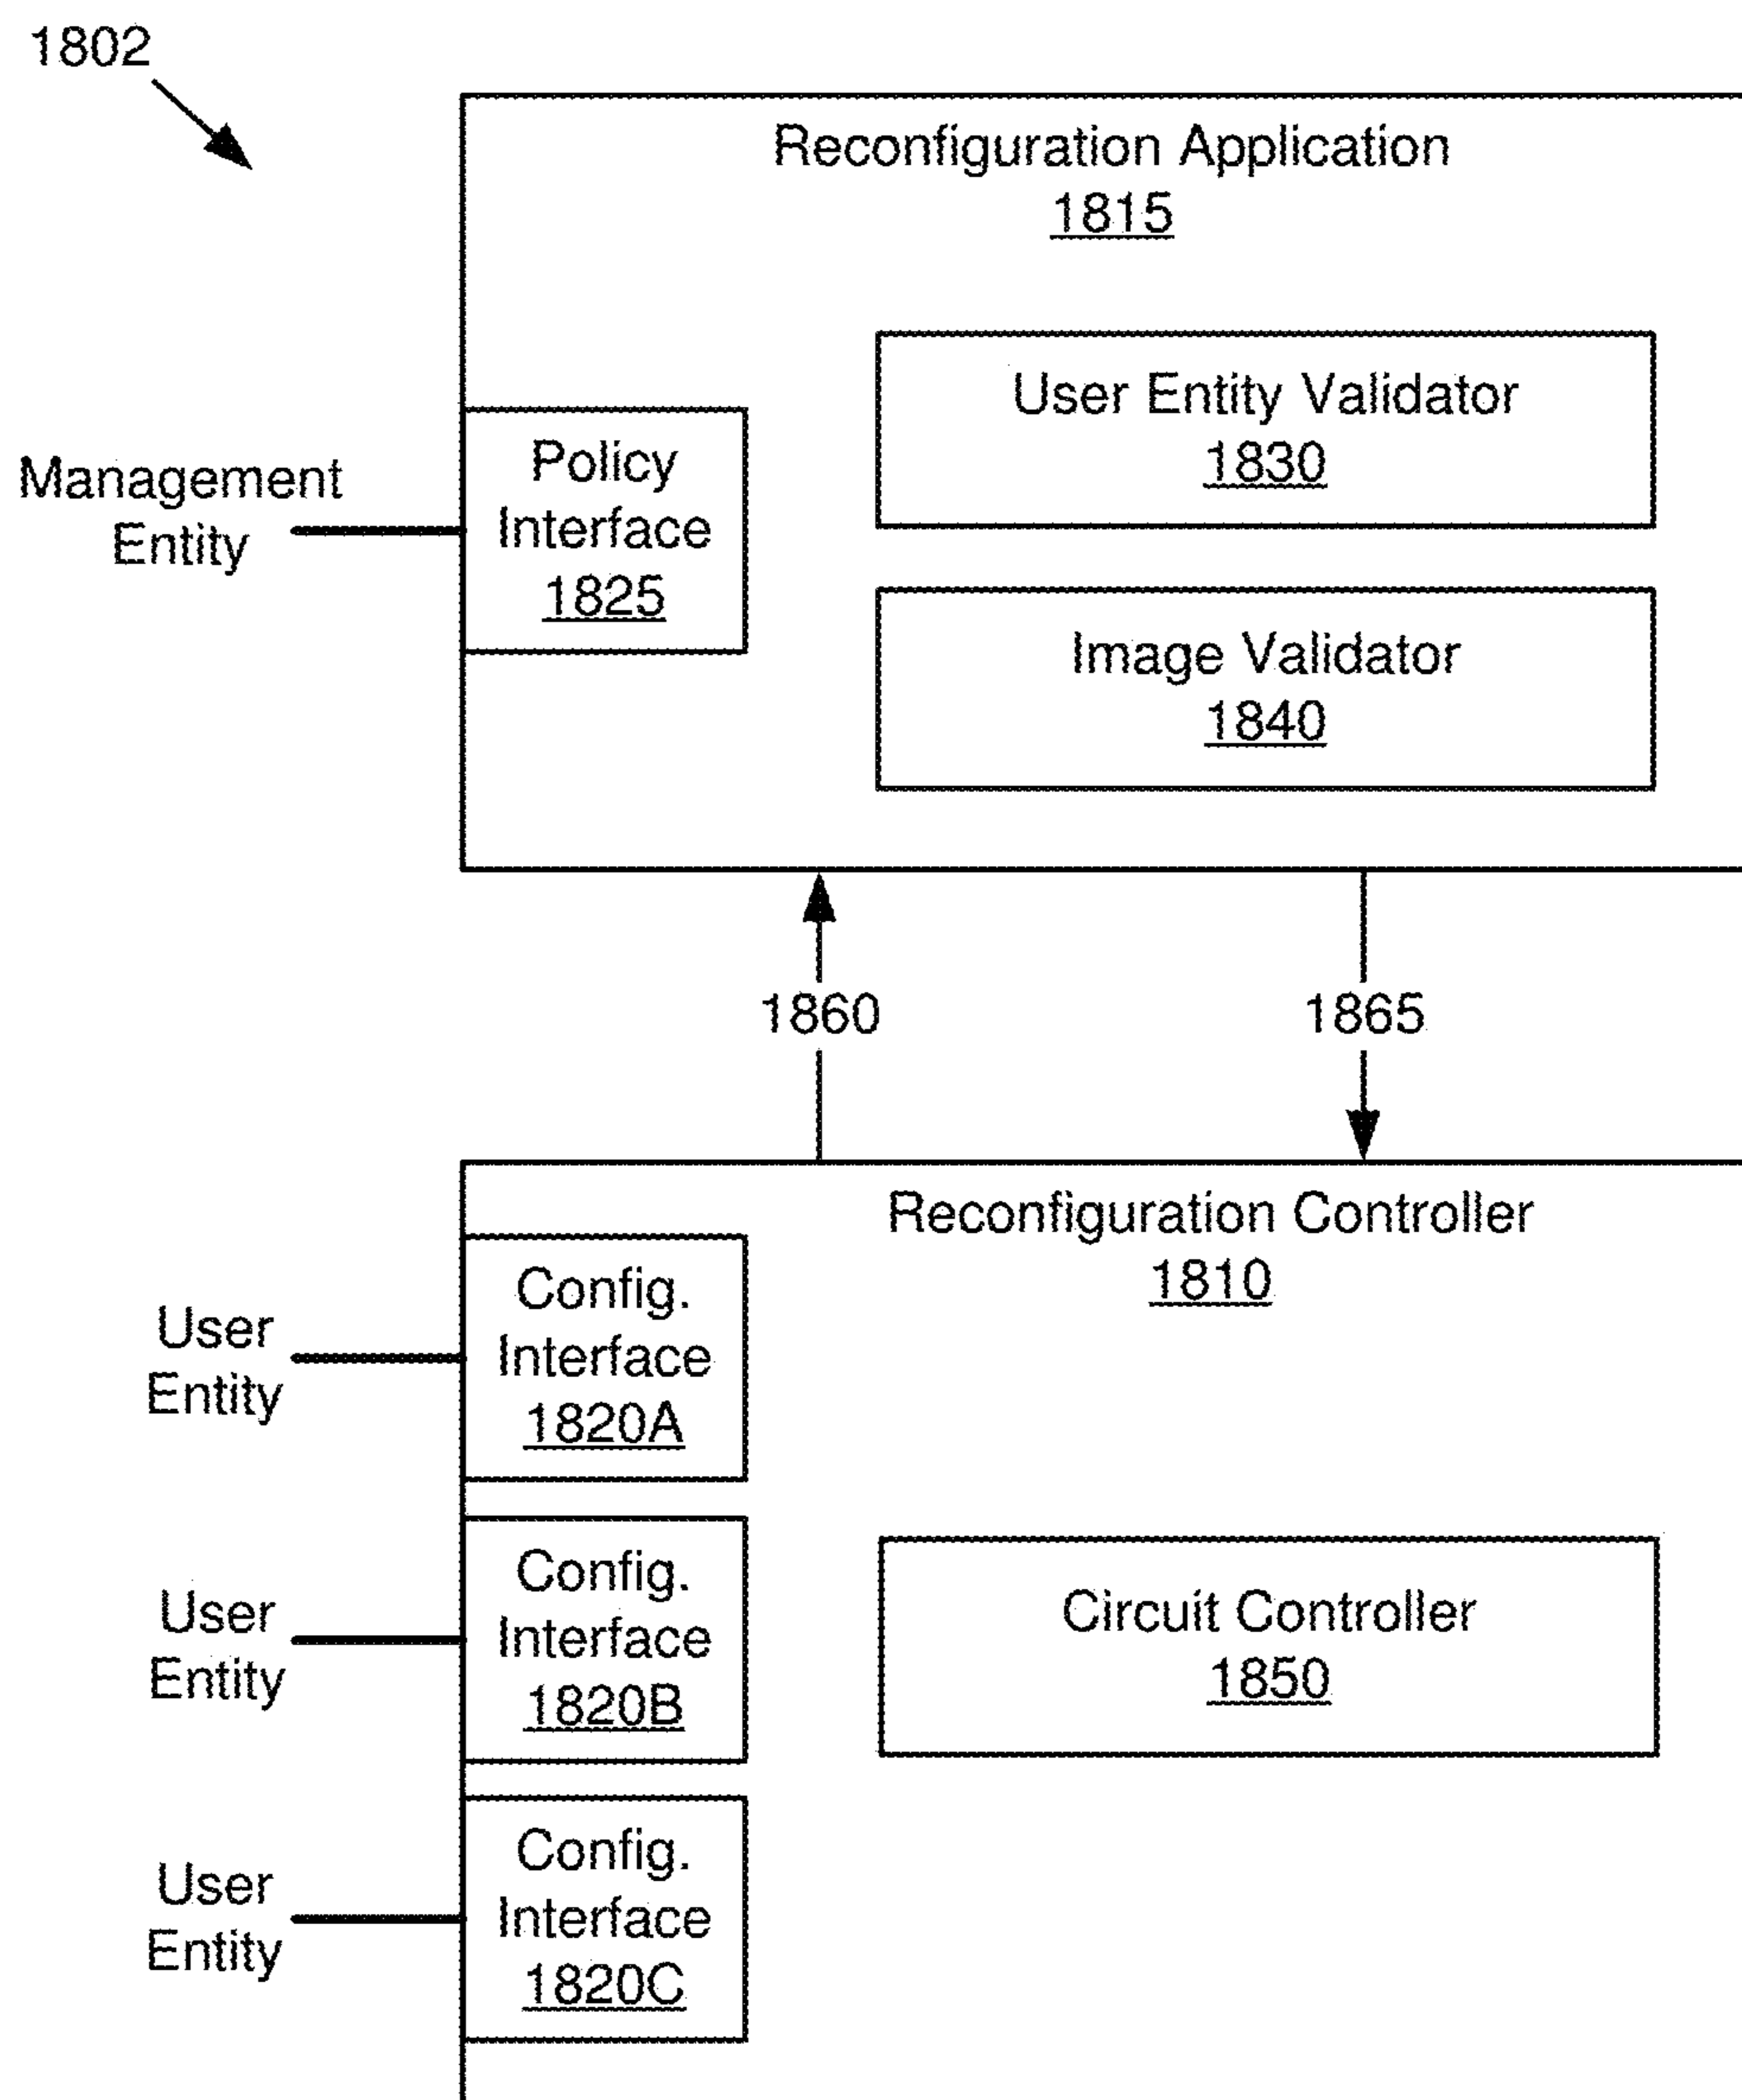 1802
Reconfiguration Application
1815
User Entity Validator
1830
Policy
Interface
1825
Management
Entity
Image Validator
1840
1860
1865
Reconfiguration Controller
1810
User
Entity
Config.
Interface
1820A
User
Entity
Config.
Interface
1820B
Circuit Controller
1850
User
Entity
Config.
Interface
1820C